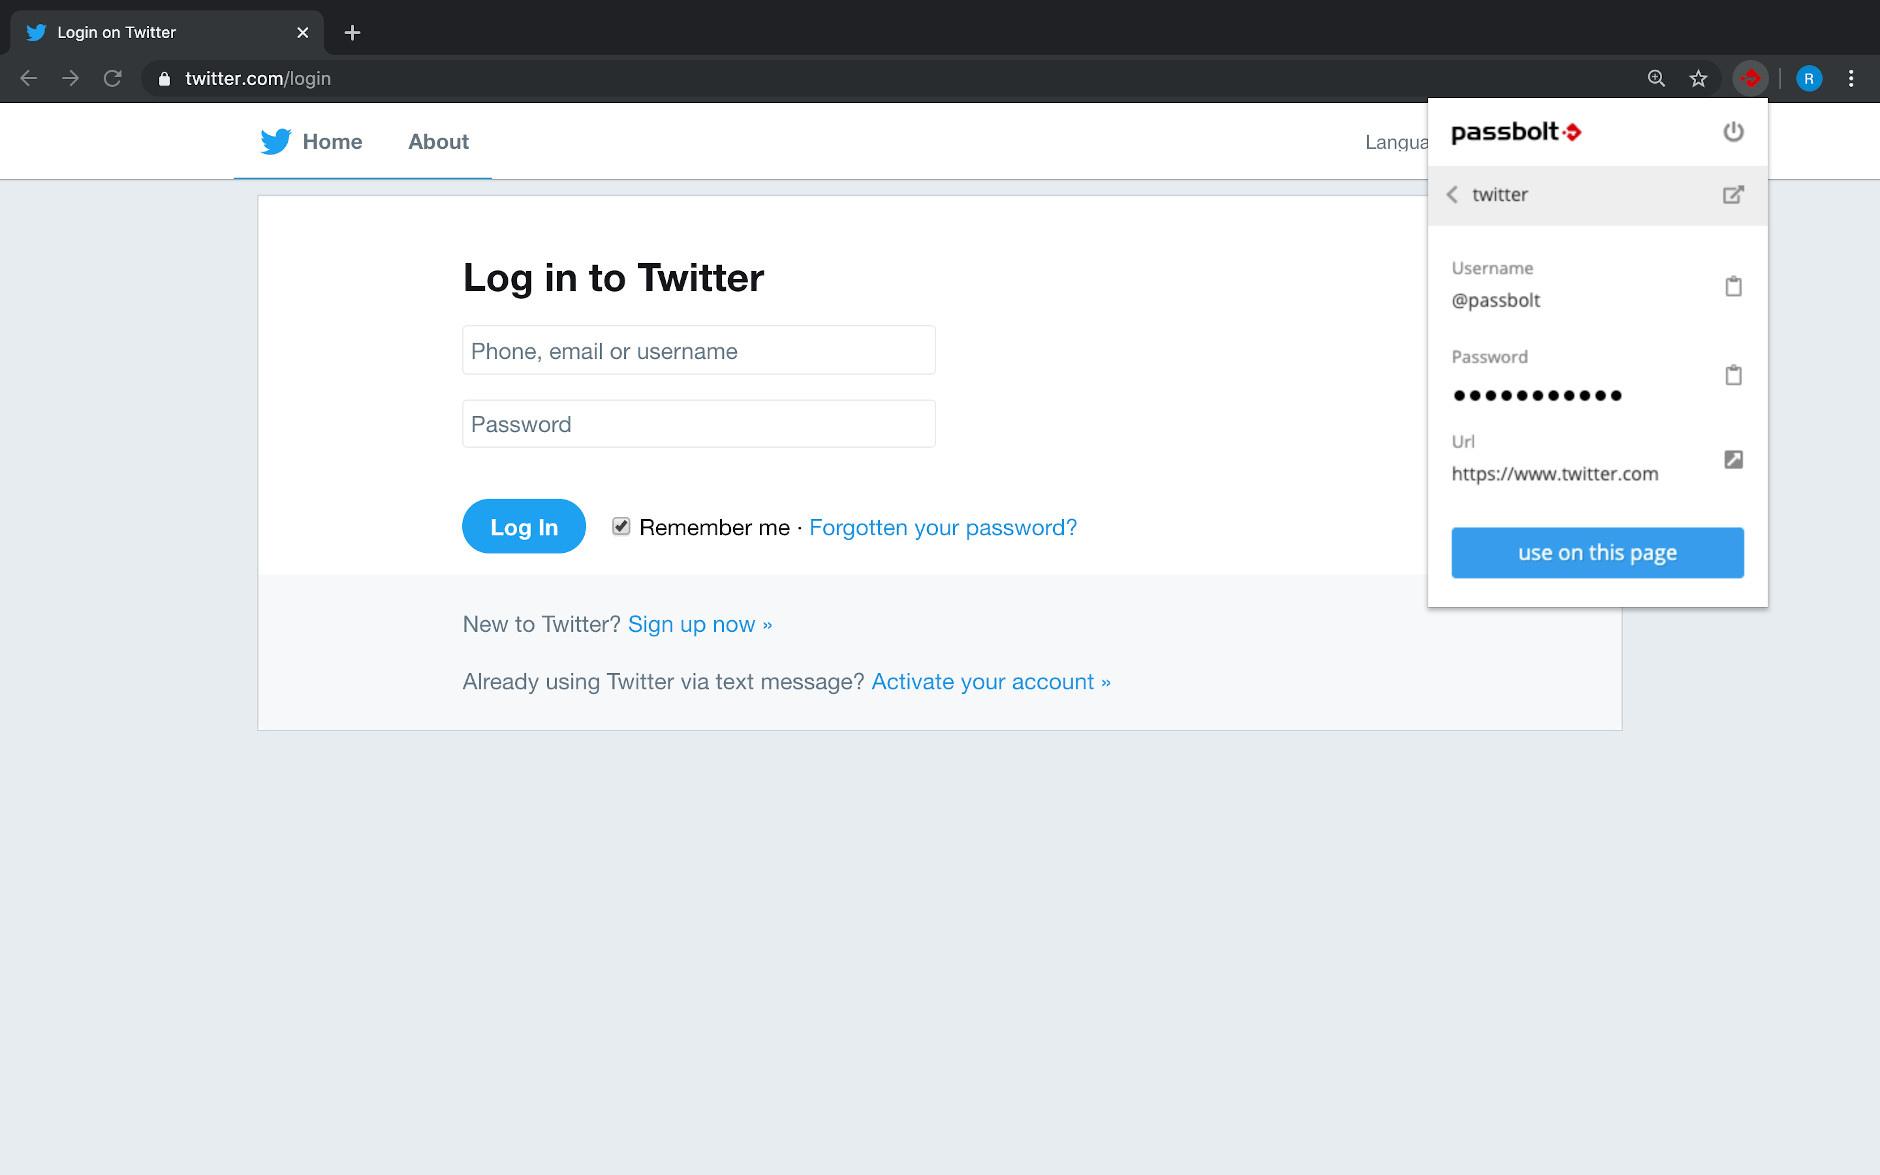 Login on Twitter
twitter.com/login
R
Home
About
Langua
passbolt
twitter
Username
@passbolt
Password
●●●●●●●●●●●
Url
https://www.twitter.com
use on this page
Log in to Twitter
Phone, email or username
Password
Log In
Remember me · Forgotten your password?
New to Twitter? Sign up now »
Already using Twitter via text message? Activate your account »